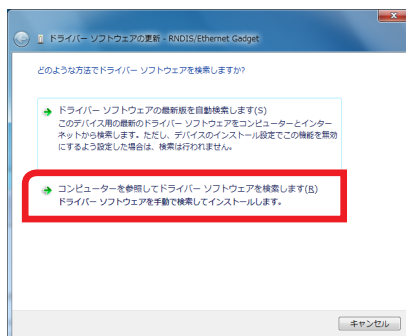 ドライバー ソフトウェアの更新 - RNDIS/Ethernet Gadget
どのような方法でドライバー ソフトウェアを検索しますか?
ドライバー ソフトウェアの最新版を自動検索します(S)
このデバイス用の最新のドライバー ソフトウェアをコンピューターとインター
ネットから検索します。ただし、デバイスのインストール設定でこの機能を無効
にするよう設定した場合は、検索は行われません。
コンピューターを参照してドライバー ソフトウェアを検索します(R)
ドライバー ソフトウェアを手動で検索してインストールします。
キャンセル